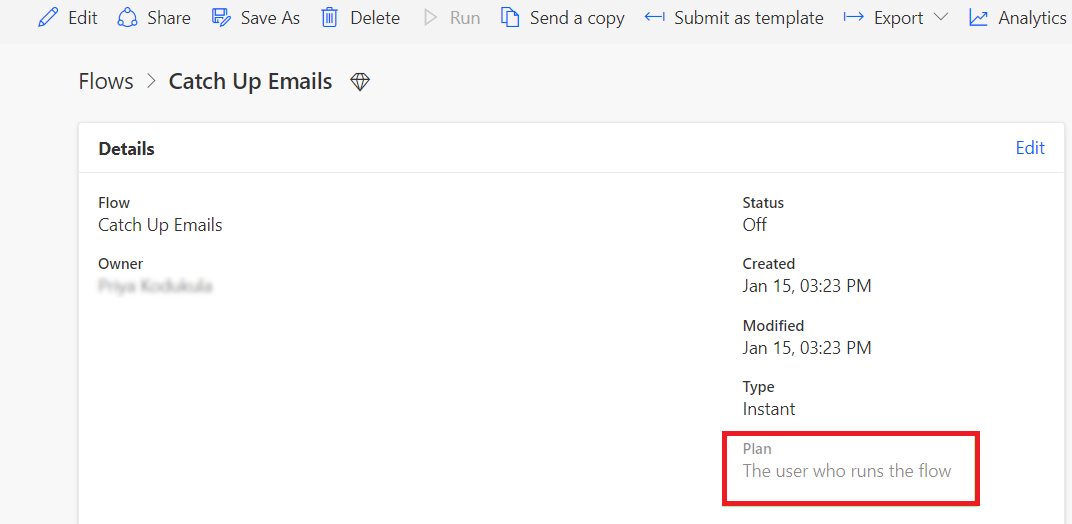 Edit Share Save As Delete Run Send a copy Submit as template Export Analytics
Flows > Catch Up Emails
Details Edit
Flow
Catch Up Emails
Owner
Status
Off
Created
Jan 15, 03:23 PM
Modified
Jan 15, 03:23 PM
Type
Instant
Plan
The user who runs the flow